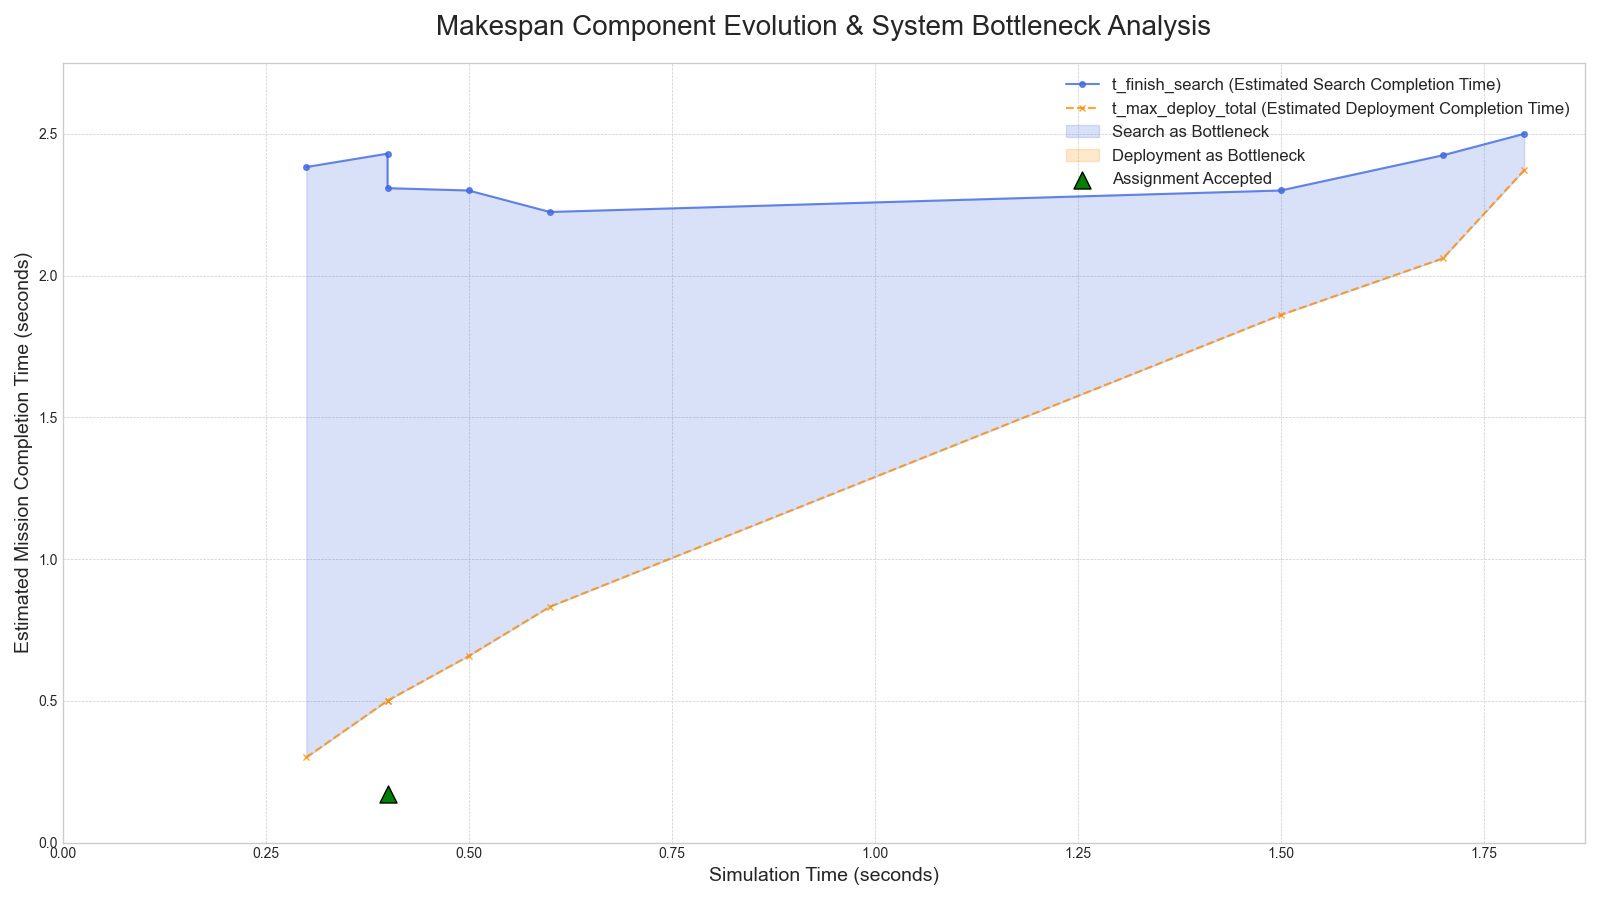 Makespan Component Evolution & System Bottleneck Analysis
t_finish_search (Estimated Search Completion Time)
t_max_deploy_total (Estimated Deployment Completion Time)
Search as Bottleneck
Deployment as Bottleneck
Assignment Accepted
Estimated Mission Completion Time (seconds)
2.5
2.0
1.5
1.0
0.5
0.0
0.00 0.25 0.50 0.75 1.00 1.25 1.50 1.75
Simulation Time (seconds)